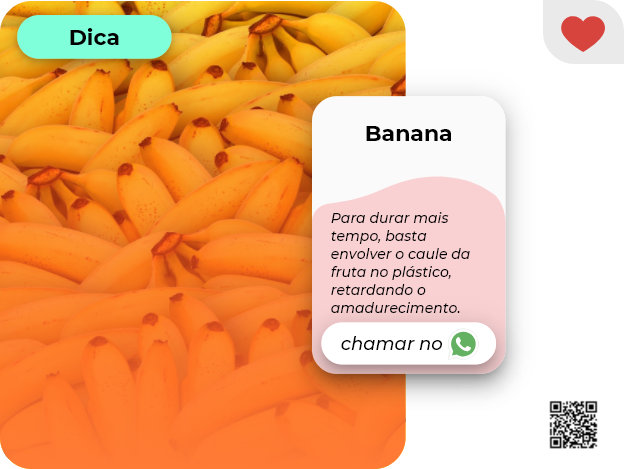 Dica
Banana
Para durar mais
tempo, basta
envolver o caule da
fruta no plástico,
retardando o
amadurecimento.
chamar no